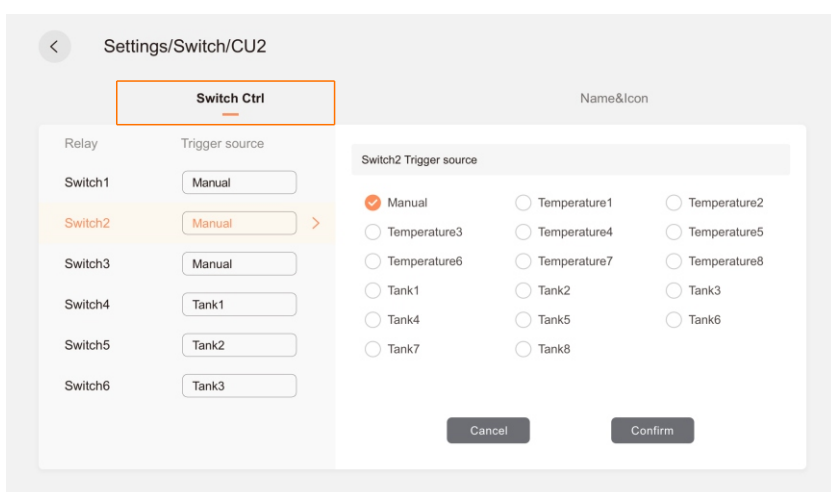 Settings/Switch/CU2
Switch Ctrl
Name&Icon
Relay
Trigger source
Switch1
Manual
Switch2
Manual
Switch3
Manual
Switch4
Tank1
Switch5
Tank2
Switch6
Tank3
Switch2 Trigger source
Manual
Temperature1
Temperature2
Temperature3
Temperature4
Temperature5
Temperature6
Temperature7
Temperature8
Tank1
Tank2
Tank3
Tank4
Tank5
Tank6
Tank7
Tank8
Cancel
Confirm